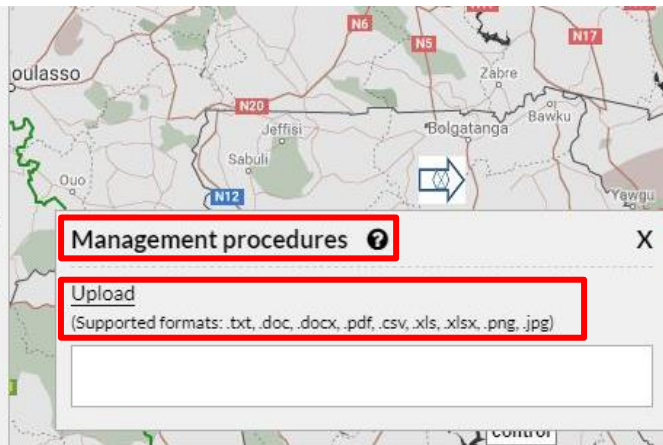 N6
N5
N17
oulasso
Zabre
N20
Bawku
Jeffisi
Bolgatanga
Sabuli
Ouo
N12
Yawgu
Management procedures ?
X
Upload
(Supported formats: .txt, .doc, .docx, .pdf, .csv, .xls, .xlsx, .png, .jpg)
control